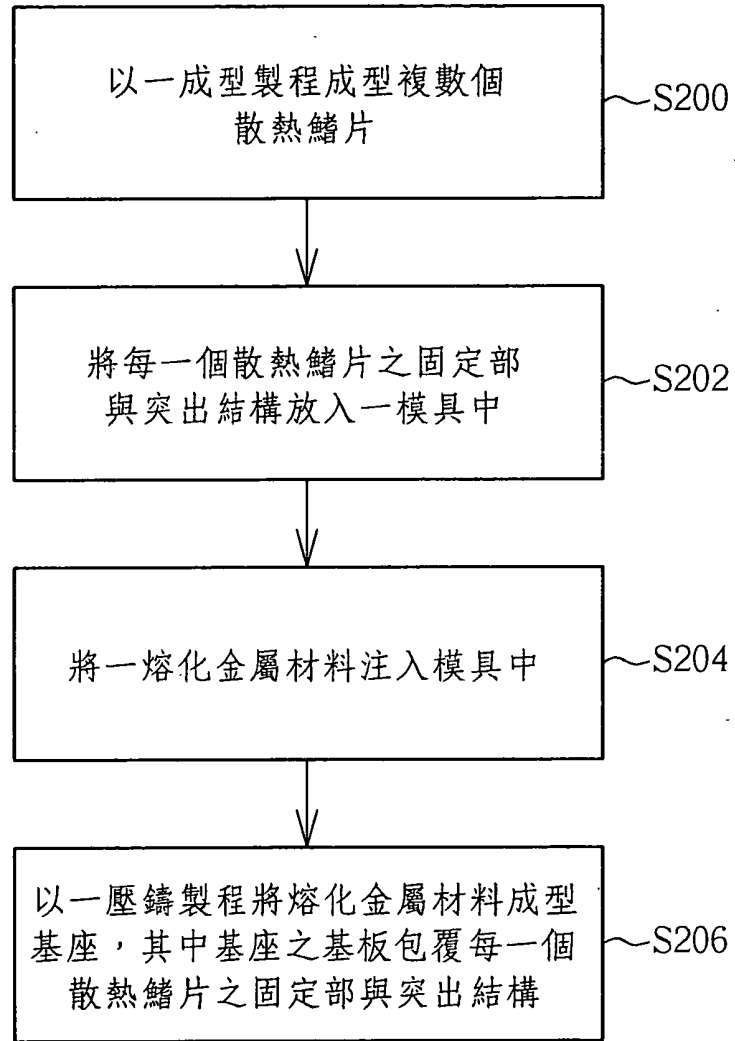 以一成型製程成型複數個
散熱鰭片
S200
將每一個散熱鰭片之固定部
與突出結構放入一模具中
S202
將一熔化金屬材料注入模具中
S204
以一壓鑄製程將熔化金屬材料成型
基座，其中基座之基板包覆每一個
散熱鰭片之固定部與突出結構
S206